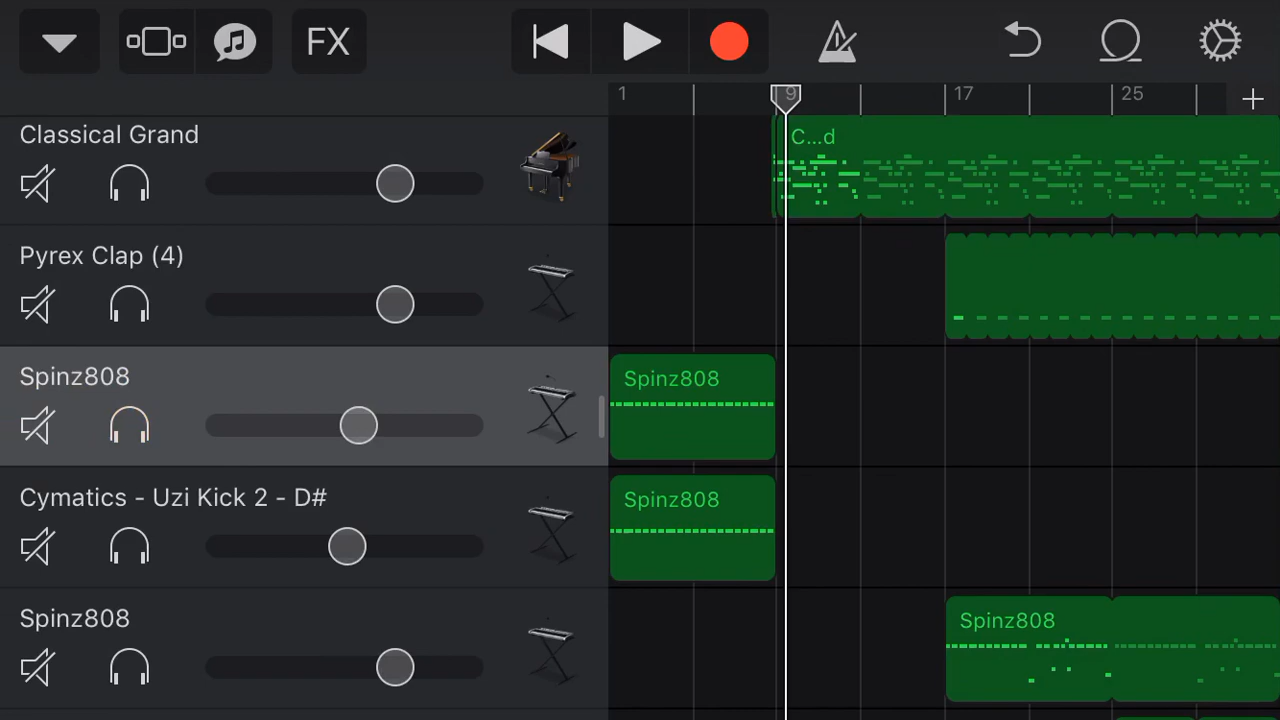 FX
1
9
17
25
Classical Grand
C...d
Pyrex Clap (4)
Spinz808
Spinz808
Cymatics - Uzi Kick 2 - D#
Spinz808
Spinz808
Spinz808